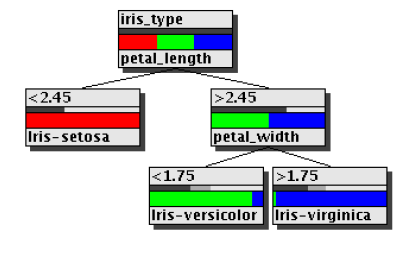 iris_type
petal_length
<2.45
Iris-setosa
>2.45
petal_width
<1.75
Iris-versicolor
>1.75
Iris-virginica